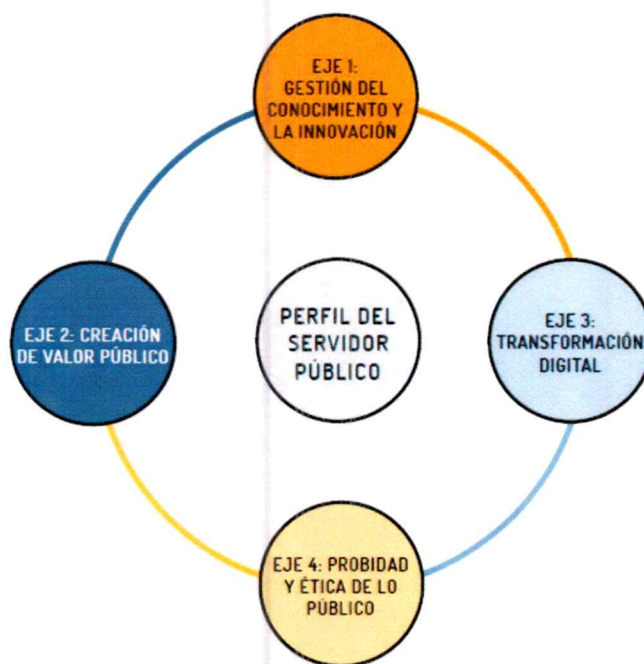 EJE 1:
GESTIÓN DEL
CONOCIMIENTO Y
LA INNOVACIÓN
EJE 2: CREACIÓN
DE VALOR PÚBLICO
PERFIL DEL
SERVIDOR
PÚBLICO
EJE 3:
TRANSFORMACIÓN
DIGITAL
EJE 4: PROBIDAD
Y ÉTICA DE LO
PÚBLICO